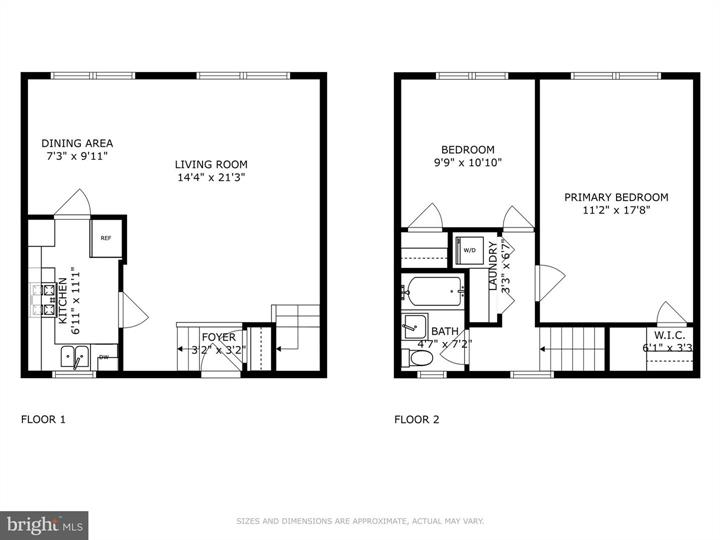 DINING AREA
7'3" x 9'11"
LIVING ROOM
14'4" x 21'3"
REF
KITCHEN
6'11" x 11'1"
DW
FOYER
3'2" x 3'2"
FLOOR 1
BEDROOM
9'9" x 10'10"
PRIMARY BEDROOM
11'2" x 17'8"
W/D
LAUNDRY
3'3" x 6'7"
BATH
4'7" x 7'2"
W.I.C.
6'1" x 3'3"
FLOOR 2
bright MLS
SIZES AND DIMENSIONS ARE APPROXIMATE, ACTUAL MAY VARY.